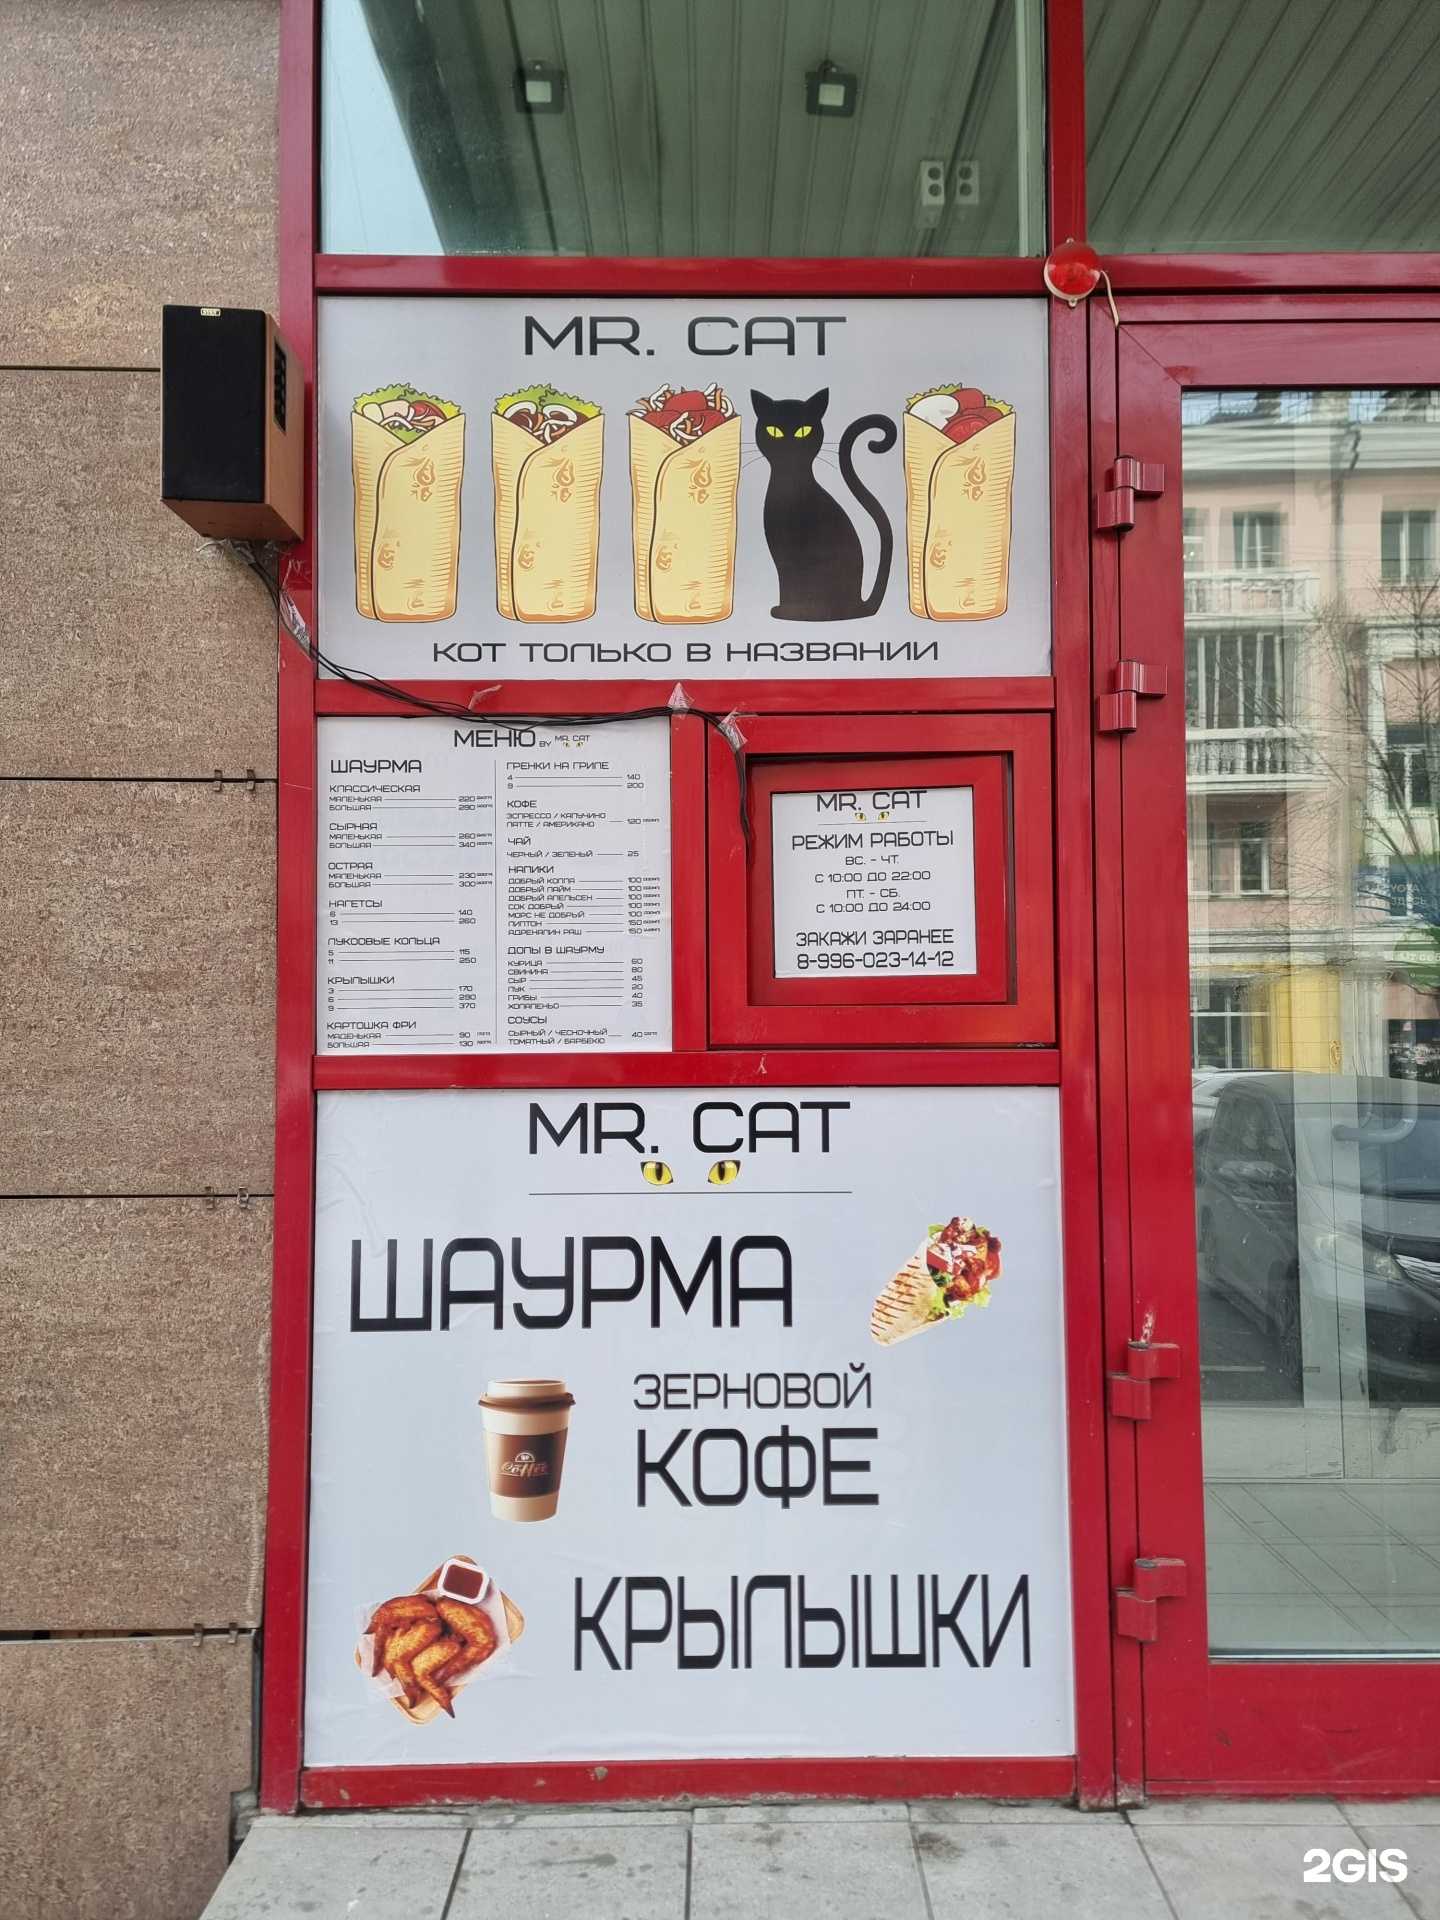 MR. CAT
КОТ ТОЛЬКО В НАЗВАНИИ
МЕНЮ BY MR. CAT
ШАУРМА
КЛАССИЧЕСКАЯ
МАЛЕНЬКАЯ 220
БОЛЬШАЯ 290
СЫРНАЯ
МАЛЕНЬКАЯ 260
БОЛЬШАЯ 340
ОСТРАЯ
МАЛЕНЬКАЯ 230
БОЛЬШАЯ 300
НАГЕТСЫ
6 140
13 260
ЛУКОВЫЕ КОЛЬЦА
5 115
11 250
КРЫЛЫШКИ
3 170
6 290
9 370
КАРТОШКА ФРИ
МАЛЕНЬКАЯ 90
БОЛЬШАЯ 130
ГРЕНКИ НА ГРИЛЕ
4 140
9 200
КОФЕ
ЭСПРЕССО / КАПУЧИНО
ЛАТТЕ / АМЕРИКАНО 120
ЧАЙ
ЧЕРНЫЙ / ЗЕЛЕНЫЙ 25
НАПИКИ
ДОБРЫЙ КОЛЛА 100
ДОБРЫЙ ЛАЙМ 100
ДОБРЫЙ АПЕЛЬСЕН 100
СОК ДОБРЫЙ 100
МОРС НЕ ДОБРЫЙ 100
ЛИПТОН 150
АДРЕНАЛИН РАШ 150
ДОПЫ В ШАУРМУ
КУРИЦА 60
СВИНИНА 80
СЫР 45
ЛУК 20
ГРИБЫ 40
ХОЛАПЕНЬО 35
СОУСЫ
СЫРНЫЙ / ЧЕСНОЧНЫЙ 40
ТОМАТНЫЙ / БАРБЕКЮ
MR. CAT
РЕЖИМ РАБОТЫ
ВС. - ЧТ.
С 10:00 ДО 22:00
ПТ. - СБ.
С 10:00 ДО 24:00
ЗАКАЖИ ЗАРАНЕЕ
8-996-023-14-12
MR. CAT
ШАУРМА
ЗЕРНОВОЙ
КОФЕ
Coffee
КРЫЛЫШКИ
2GIS